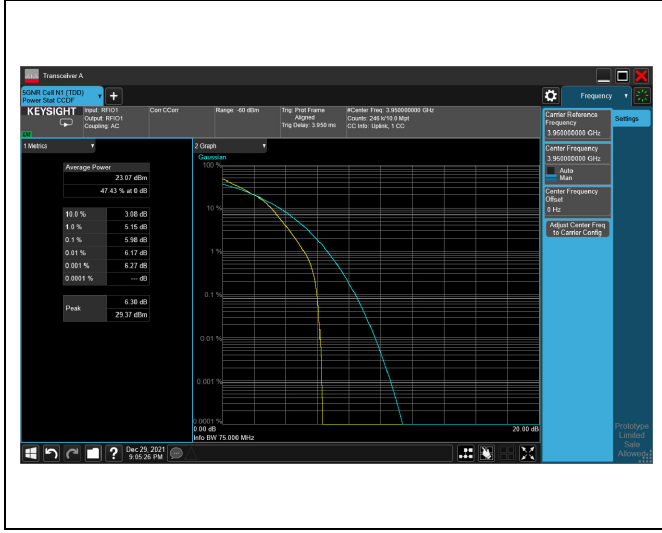 Transceiver A
5GNR Cell N1 (TDD)
Power Stat CCDF
+
Frequency
KEYSIGHT
Input: RFIO1
Output: RFIO1
Coupling: AC
Corr CCorr
Range: -60 dBm
Trig: Prot Frame
Aligned
Trig Delay: 3.950 ms
#Center Freq: 3.950000000 GHz
Counts: 246 k/10.0 Mpt
CC Info: Uplink, 1 CC
Carrier Reference
Frequency
3.950000000 GHz
Settings
Center Frequency
3.950000000 GHz
Auto
Man
Center Frequency
Offset
0 Hz
Adjust Center Freq
to Carrier Config
1 Metrics
Average Power
23.07 dBm
47.43 % at 0 dB
10.0 % 3.08 dB
1.0 % 5.15 dB
0.1 % 5.98 dB
0.01 % 6.17 dB
0.001 % 6.27 dB
0.0001 % --- dB
Peak
6.30 dB
29.37 dBm
2 Graph
Gaussian
100 %
10 %
1 %
0.1 %
0.01 %
0.001 %
0.0001 %
0.00 dB
20.00 dB
Info BW 75.000 MHz
Dec 29, 2021
9:05:26 PM
Prototype
Limited
Sale
Allowed